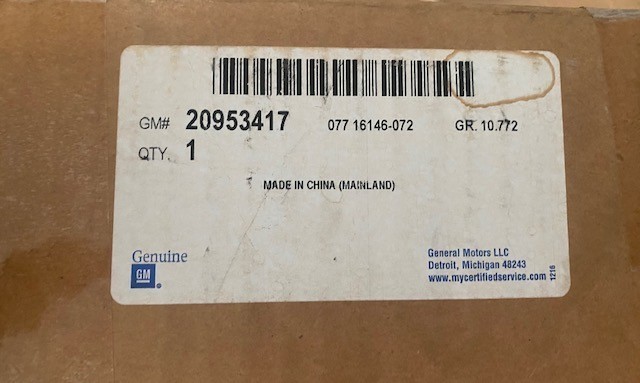 GM# 20953417 077 16146-072 GR. 10.772
QTY. 1
MADE IN CHINA (MAINLAND)
Genuine
GM
General Motors LLC
Detroit, Michigan 48243
www.mycertifiedservice.com
1216